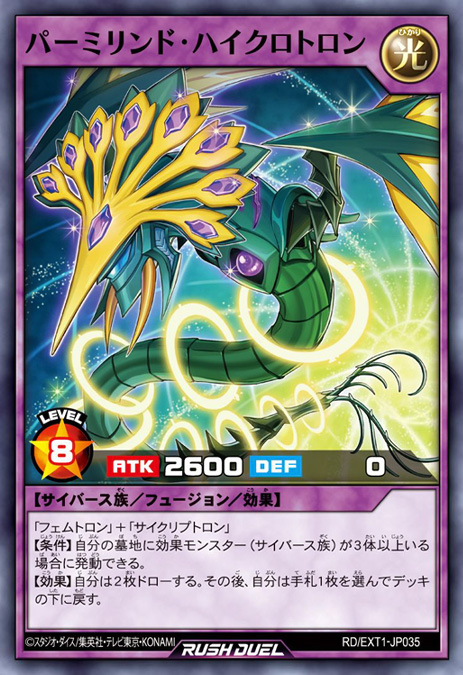 パーミリンド・ハイクロトロン
ひかり
光
LEVEL
8
ATK 2600 DEF 0
【サイバース族／フュージョン／効果】
「フェムトロン」＋「サイクリプトロン」
【条件】自分の墓地に効果モンスター（サイバース族）が３体以上いる
場合に発動できる。
【効果】自分は２枚ドローする。その後、自分は手札１枚を選んでデッキ
の下に戻す。
©スタジオ・ダイス/集英社・テレビ東京・KONAMI
RUSH DUEL
RD/EXT1-JP035